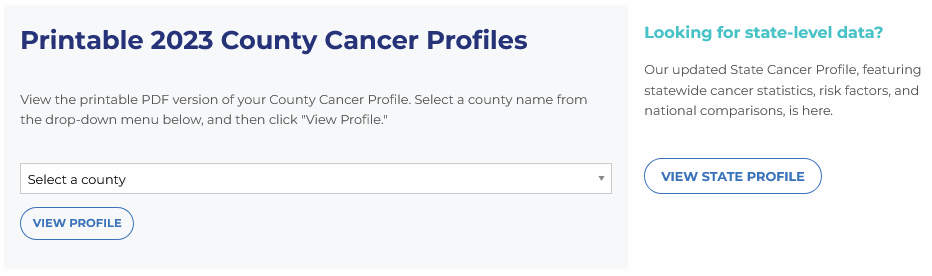 Printable 2023 County Cancer Profiles
View the printable PDF version of your County Cancer Profile. Select a county name from
the drop-down menu below, and then click "View Profile."
Select a county
VIEW PROFILE
Looking for state-level data?
Our updated State Cancer Profile, featuring
statewide cancer statistics, risk factors, and
national comparisons, is here.
VIEW STATE PROFILE